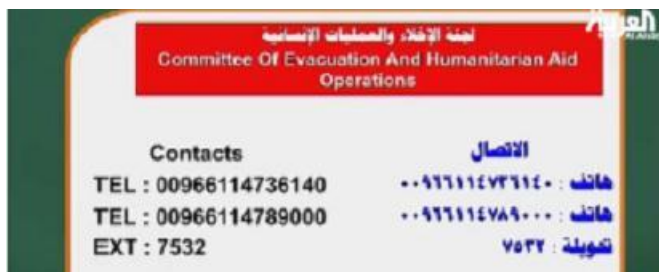 العربية
لجنة الإخلاء والعمليات الإنسانية
Committee Of Evacuation And Humanitarian Aid
Operations
Contacts الاتصال
TEL : 00966114736140 هاتف : ٠٠٩٦٦١١٤٧٣٦١٤٠
TEL : 00966114789000 هاتف : ٠٠٩٦٦١١٤٧٨٩٠٠٠
EXT : 7532 تحويلة : ٧٥٣٢